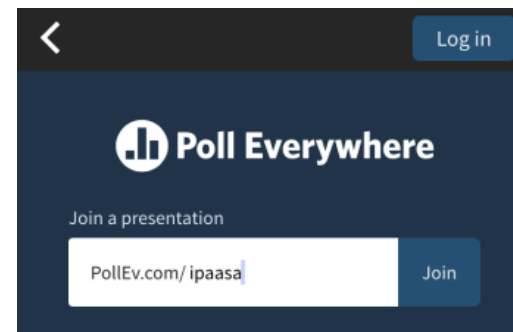 Log in
Poll Everywhere
Join a presentation
PollEv.com/ ipaasa
Join